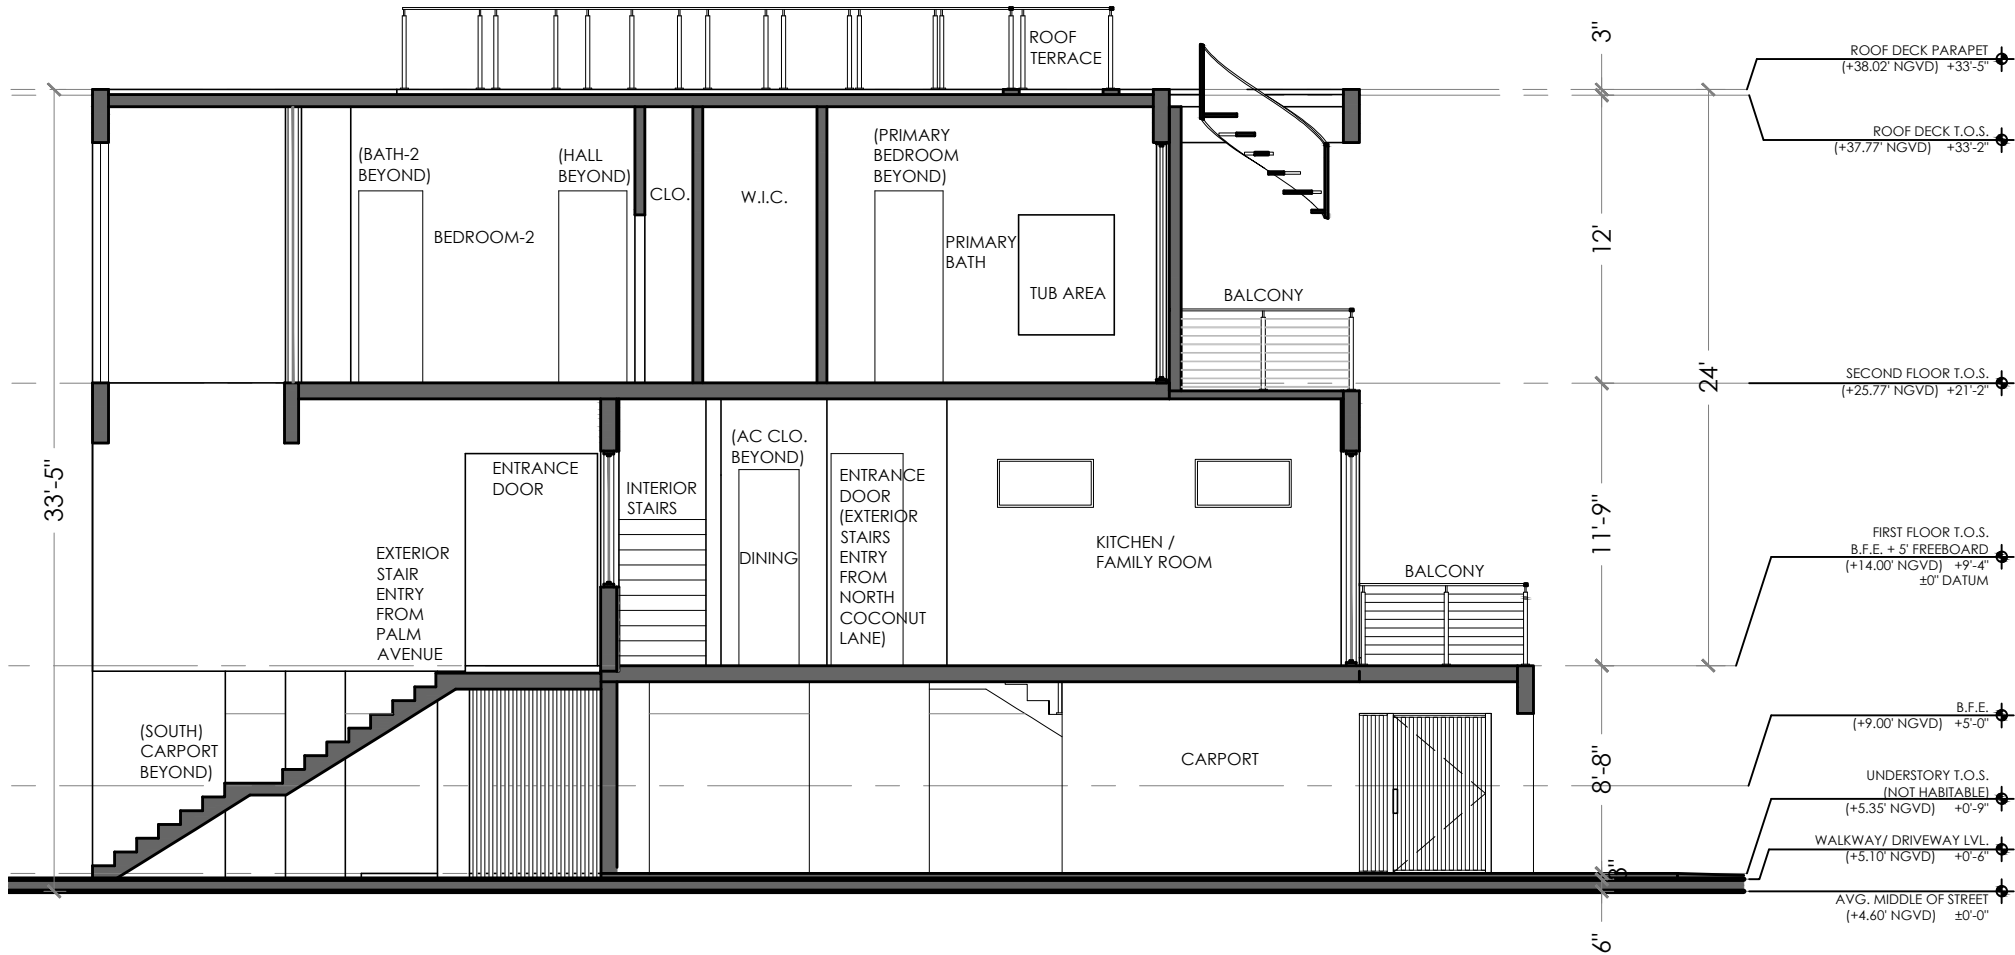 ROOF
TERRACE
3"
ROOF DECK PARAPET
(+38.02' NGVD) +33'-5"
ROOF DECK T.O.S.
(+37.77' NGVD) +33'-2"
(BATH-2
BEYOND)
(HALL
BEYOND)
CLO.
W.I.C.
(PRIMARY
BEDROOM
BEYOND)
BEDROOM-2
PRIMARY
BATH
TUB AREA
BALCONY
12'
24'
SECOND FLOOR T.O.S.
(+25.77' NGVD) +21'-2"
33'-5"
ENTRANCE
DOOR
EXTERIOR
STAIR
ENTRY
FROM
PALM
AVENUE
INTERIOR
STAIRS
(AC CLO.
BEYOND)
DINING
ENTRANCE
DOOR
(EXTERIOR
STAIRS
ENTRY
FROM
NORTH
COCONUT
LANE)
KITCHEN /
FAMILY ROOM
BALCONY
11'-9"
FIRST FLOOR T.O.S.
B.F.E. + 5' FREEBOARD
(+14.00' NGVD) +9'-4"
±0" DATUM
(SOUTH)
CARPORT
BEYOND)
CARPORT
8'-8"
B.F.E.
(+9.00' NGVD) +5'-0"
UNDERSTORY T.O.S.
(NOT HABITABLE)
(+5.35' NGVD) +0'-9"
WALKWAY/ DRIVEWAY LVL.
(+5.10' NGVD) +0'-6"
3"
AVG. MIDDLE OF STREET
(+4.60' NGVD) ±0'-0"
6"